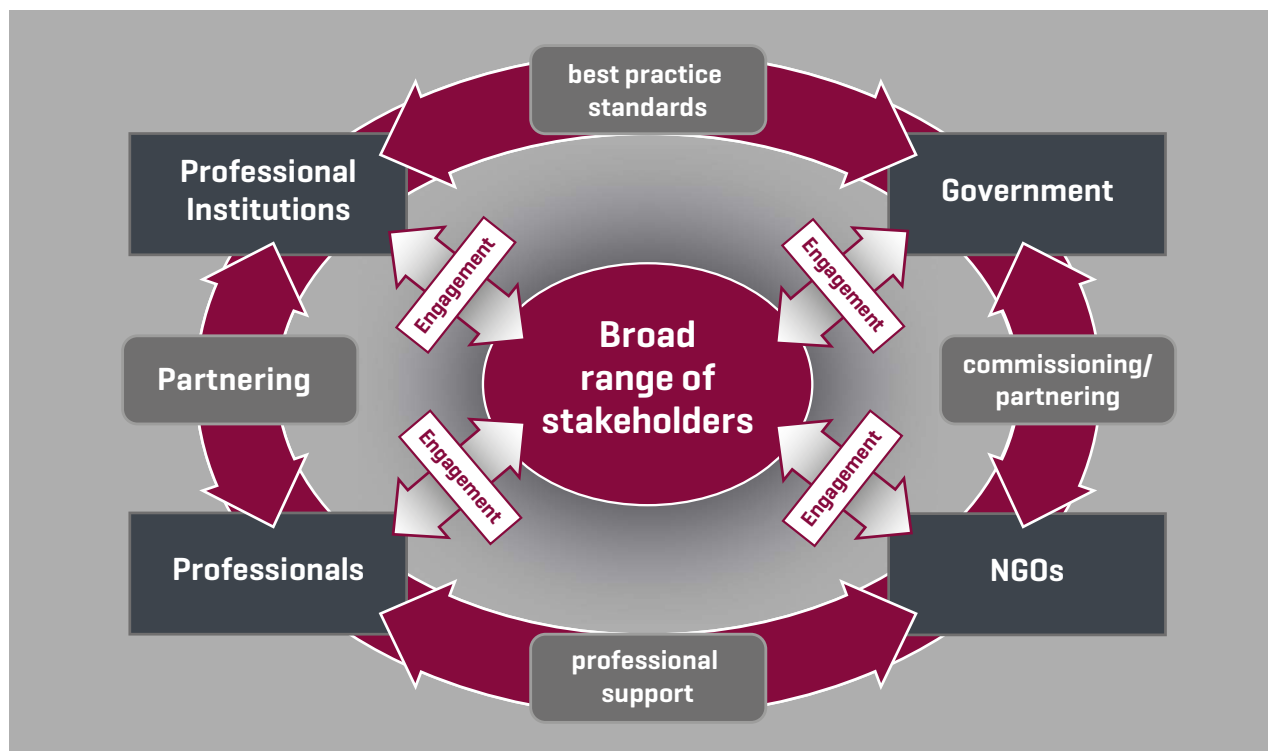 best practice
standards
Professional
Institutions
Government
Engagement
Engagement
Broad
range of
stakeholders
Partnering
commissioning/
partnering
Engagement
Engagement
Professionals
NGOs
professional
support